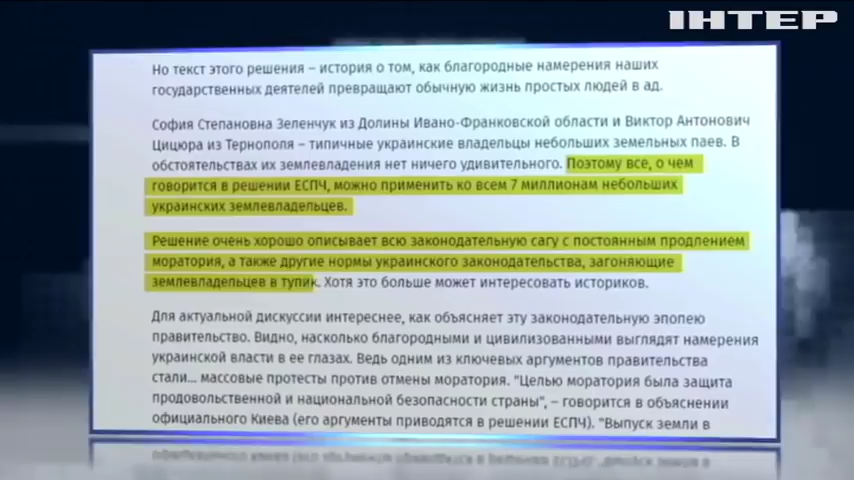 ІНТЕР
Но текст этого решения – история о том, как благородные намерения наших
государственных деятелей превращают обычную жизнь простых людей в ад.
София Степановна Зеленчук из Долины Ивано-Франковской области и Виктор Антонович
Цицюра из Тернополя – типичные украинские владельцы небольших земельных паев. В
обстоятельствах их землевладения нет ничего удивительного. Поэтому все, о чем
говорится в решении ЕСПЧ, можно применить ко всем 7 миллионам небольших
украинских землевладельцев.
Решение очень хорошо описывает всю законодательную сагу с постоянным продлением
моратория, а также другие нормы украинского законодательства, загоняющие
землевладельцев в тупик. Хотя это больше может интересовать историков.
Для актуальной дискуссии интереснее, как объясняет эту законодательную эпопею
правительство. Видно, насколько благородными и цивилизованными выглядят намерения
украинской власти в ее глазах. Ведь одним из ключевых аргументов правительства
стали... массовые протесты против отмены моратория. "Целью моратория была защита
продовольственной и национальной безопасности страны", – говорится в объяснении
официального Киева (его аргументы приводятся в решении ЕСПЧ). "Выпуск земли в